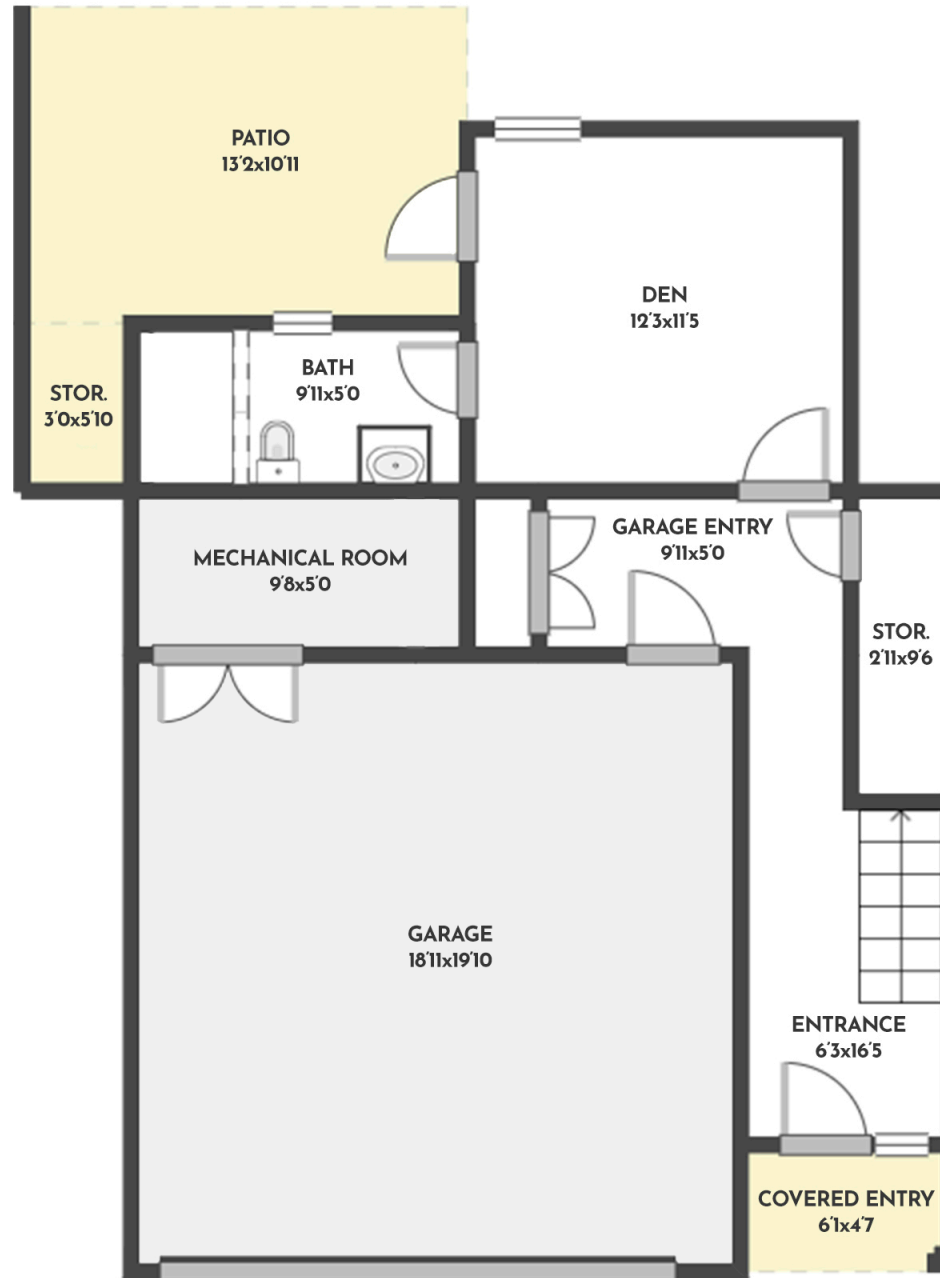 PATIO
13'2x10'11
DEN
12'3x11'5
BATH
9'11x5'0
STOR.
3'0x5'10
GARAGE ENTRY
9'11x5'0
MECHANICAL ROOM
9'8x5'0
STOR.
2'11x9'6
GARAGE
18'11x19'10
ENTRANCE
6'3x16'5
COVERED ENTRY
6'1x4'7